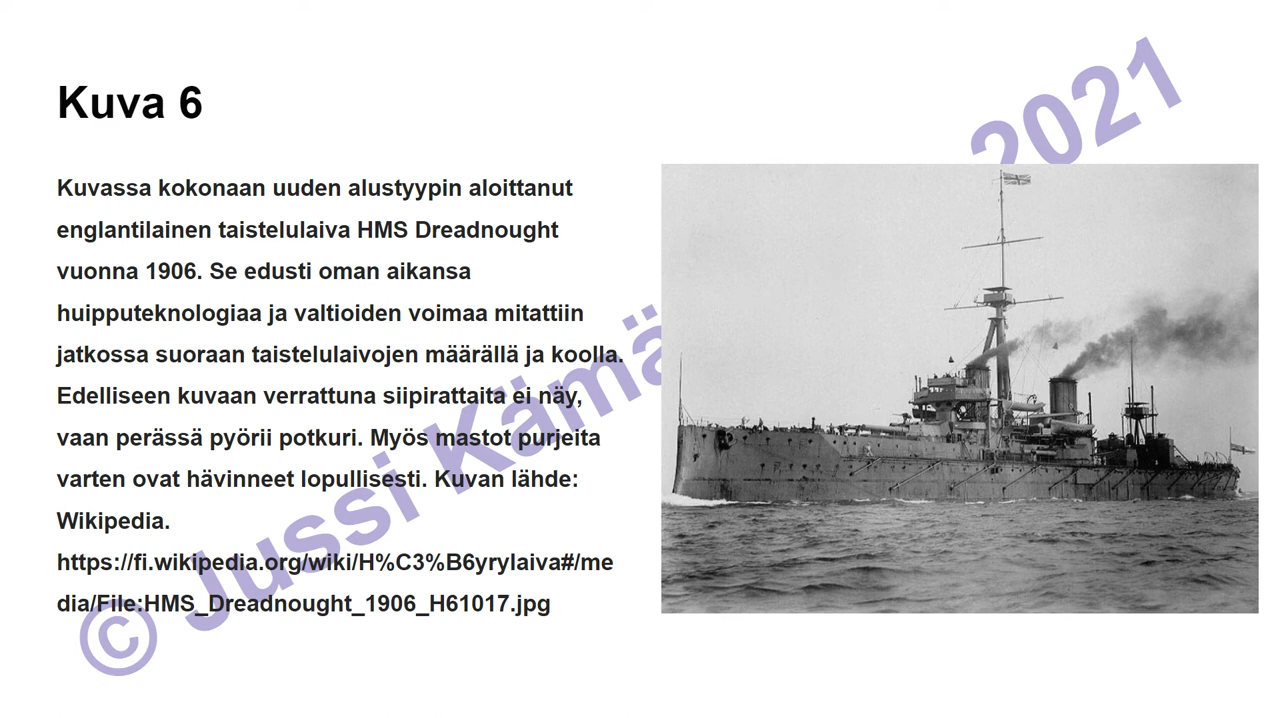 Kuva 6
Kuvassa kokonaan uuden alustyypin aloittanut
englantilainen taistelulaiva HMS Dreadnought
vuonna 1906. Se edusti oman aikansa
huipputeknologiaa ja valtioiden voimaa mitattiin
jatkossa suoraan taistelulaivojen määrällä ja koolla.
Edelliseen kuvaan verrattuna siipirattaita ei näy,
vaan perässä pyörii potkuri. Myös mastot purjeita
varten ovat hävinneet lopullisesti. Kuvan lähde:
Wikipedia.
https://fi.wikipedia.org/wiki/H%C3%B6yrylaiva#/me
dia/File:HMS_Dreadnought_1906_H61017.jpg
© Jussi Kämä 2021